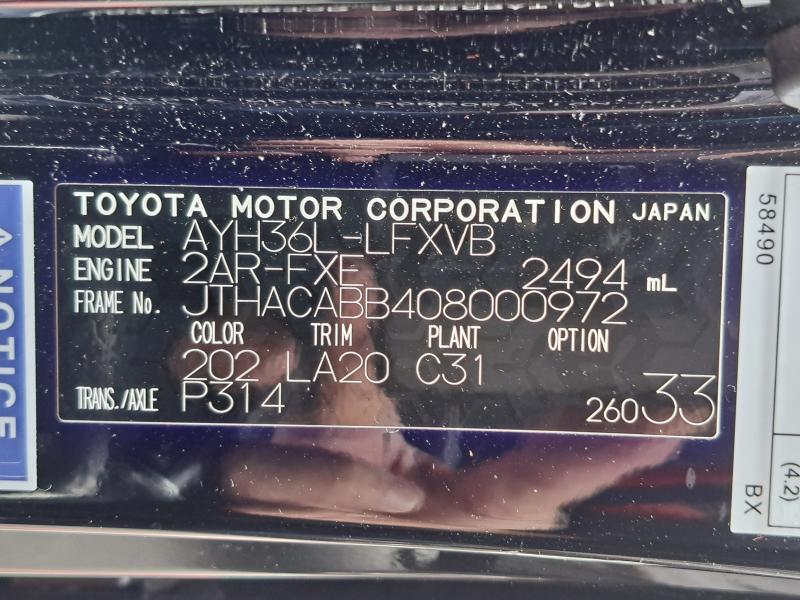 TOYOTA MOTOR CORPORATION JAPAN
MODEL AYH36L-LFXVB
ENGINE 2AR-FXE 2494 mL
FRAME No. JTHACABB408000972
COLOR TRIM PLANT OPTION
202 LA20 C31
TRANS./AXLE P314
26033
NOTICE
58490
(4.2)
BX